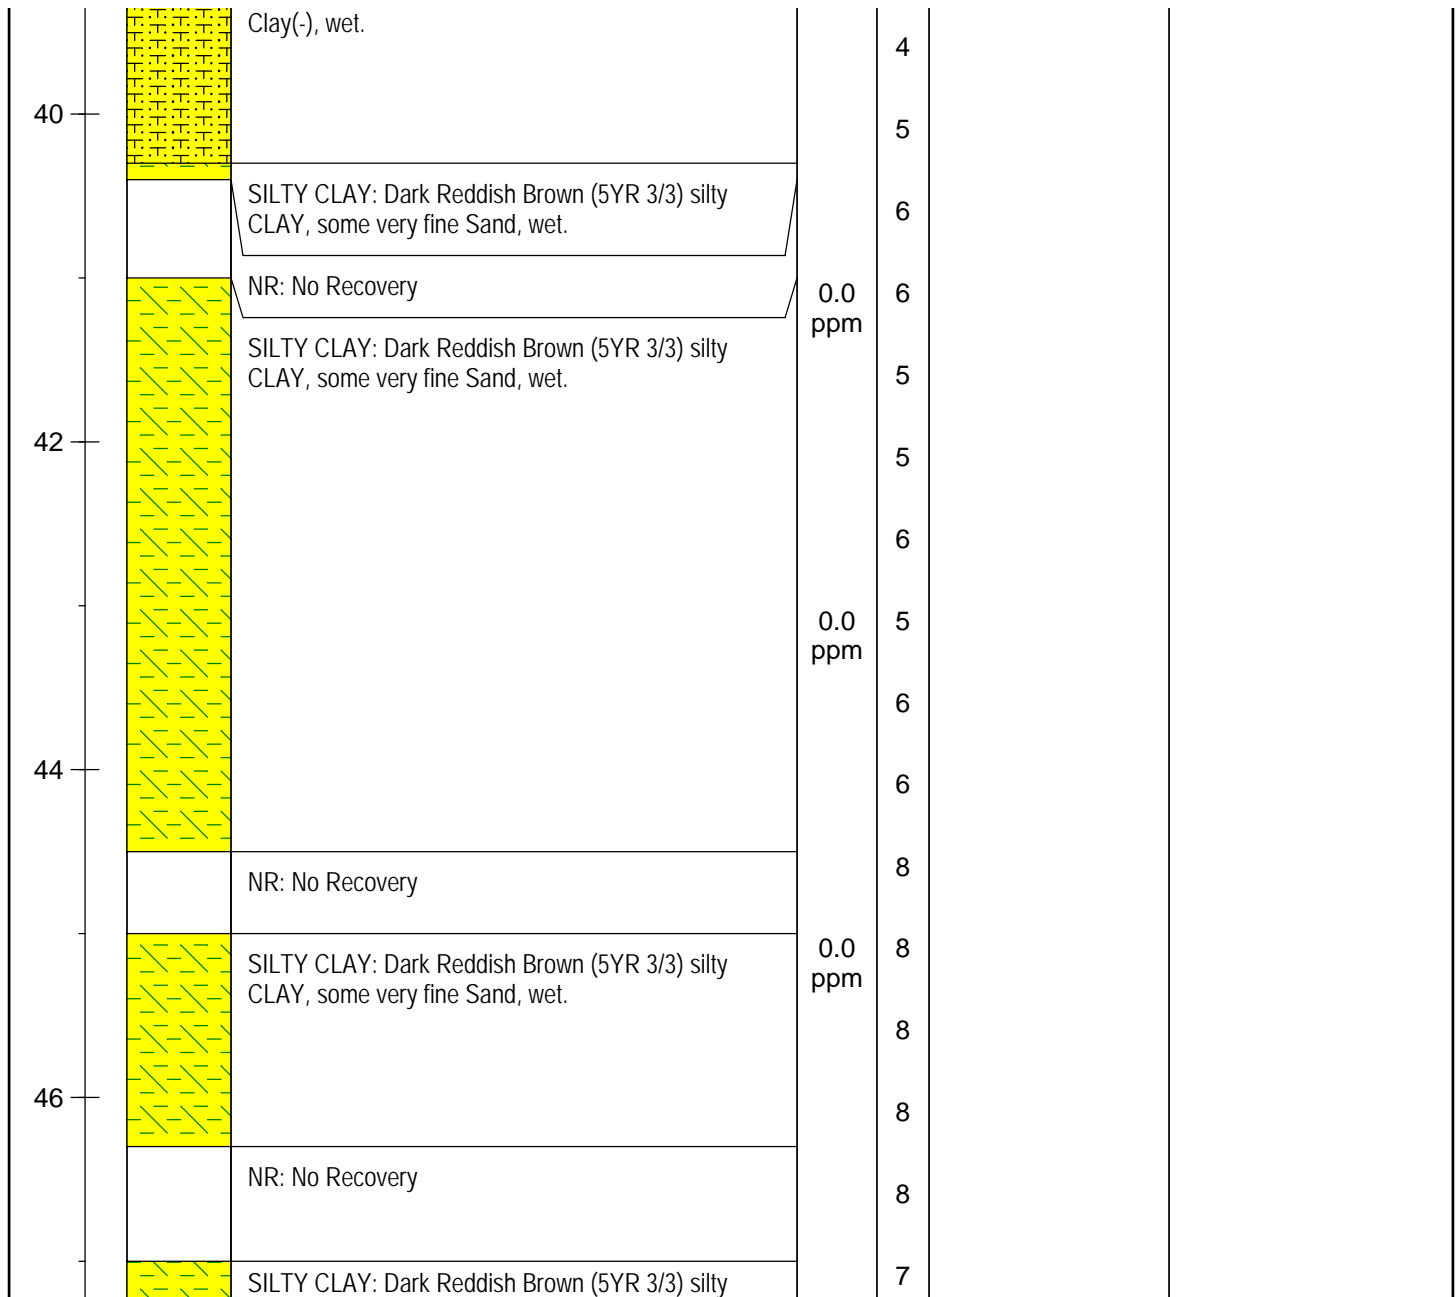 Clay(-), wet.
4
40
5
SILTY CLAY: Dark Reddish Brown (5YR 3/3) silty
CLAY, some very fine Sand, wet.
6
NR: No Recovery
0.0
ppm
6
SILTY CLAY: Dark Reddish Brown (5YR 3/3) silty
CLAY, some very fine Sand, wet.
5
42
5
6
0.0
ppm
5
6
44
6
8
NR: No Recovery
SILTY CLAY: Dark Reddish Brown (5YR 3/3) silty
CLAY, some very fine Sand, wet.
0.0
ppm
8
8
46
8
NR: No Recovery
8
SILTY CLAY: Dark Reddish Brown (5YR 3/3) silty
7